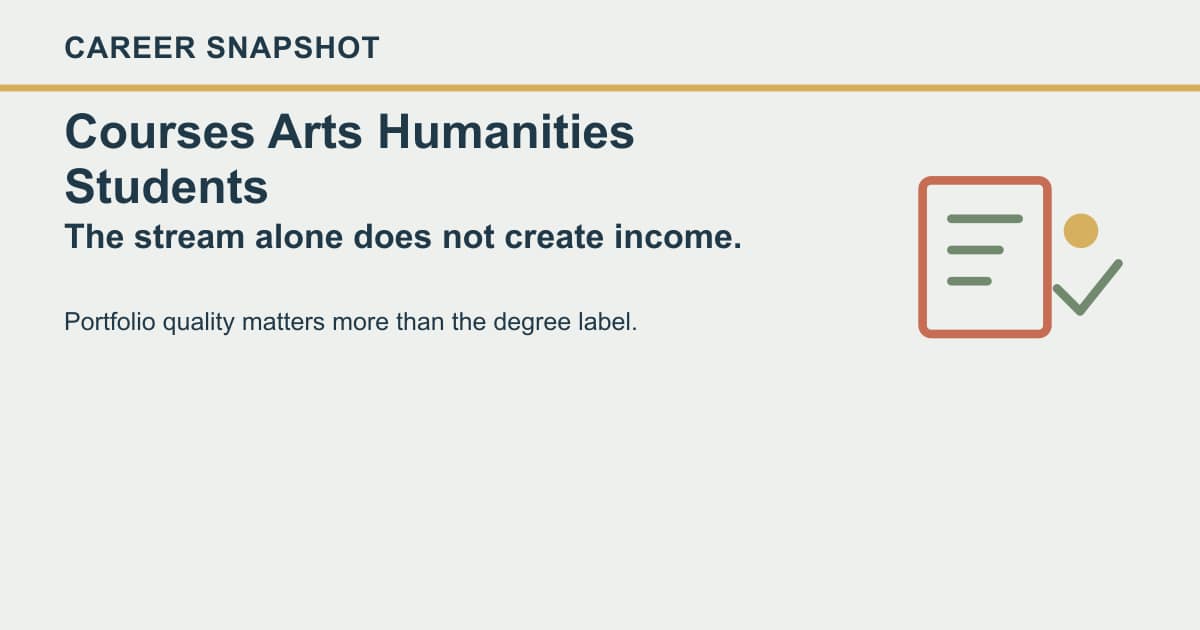 CAREER SNAPSHOT
Courses Arts Humanities
Students
The stream alone does not create income.
Portfolio quality matters more than the degree label.